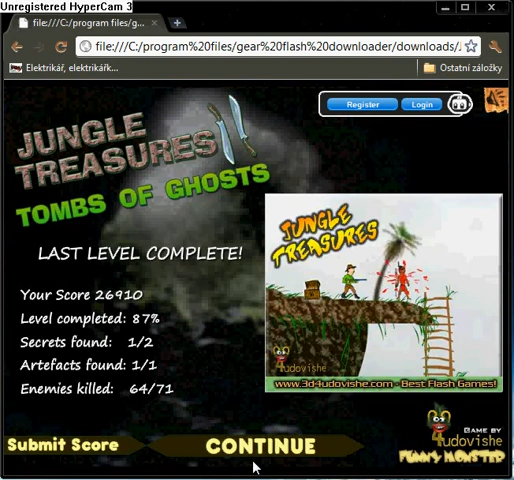 Unregistered HyperCam 3
file:///C:/program files/g...
file:///C:/program%20files/gear%20flash%20downloader/downloads/J
Elektrikář, elektrikářk...
Ostatní záložky
Register
Login
JUNGLE
TREASURES II
TOMBS OF GHOSTS
LAST LEVEL COMPLETE!
Your Score 26910
Level completed: 87%
Secrets found: 1/2
Artefacts found: 1/1
Enemies killed: 64/71
JUNGLE
TREASURES
4udovishe
www.3d-4udovishe.com - Best Flash Games!
Submit Score
CONTINUE
GAME BY
4udovishe
FUNNY MONSTER